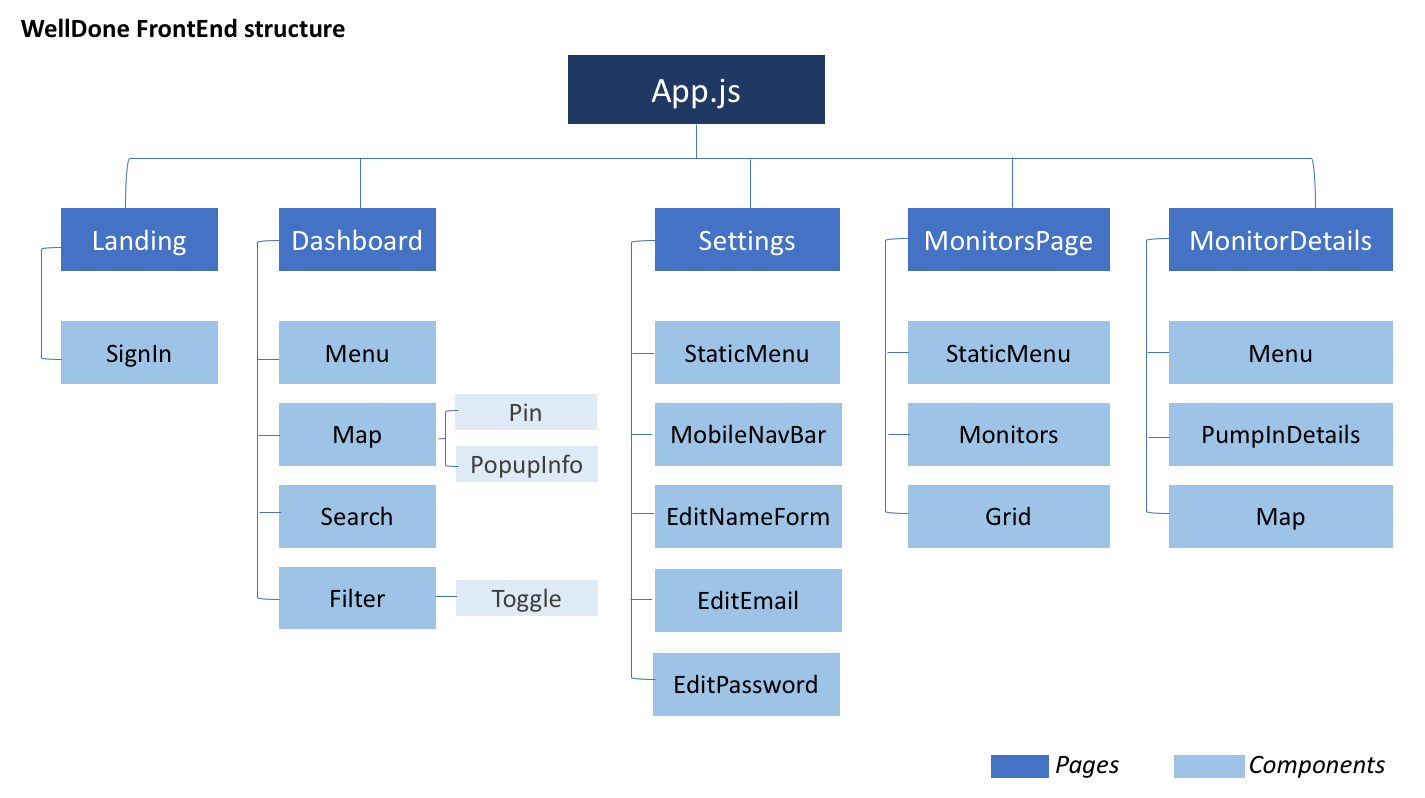 WellDone FrontEnd structure
App.js
Landing
Dashboard
Settings
MonitorsPage
MonitorDetails
SignIn
Menu
StaticMenu
StaticMenu
Menu
Map
Pin
PopupInfo
MobileNavBar
Monitors
PumpInDetails
Search
EditNameForm
Grid
Map
Filter
Toggle
EditEmail
EditPassword
Pages
Components